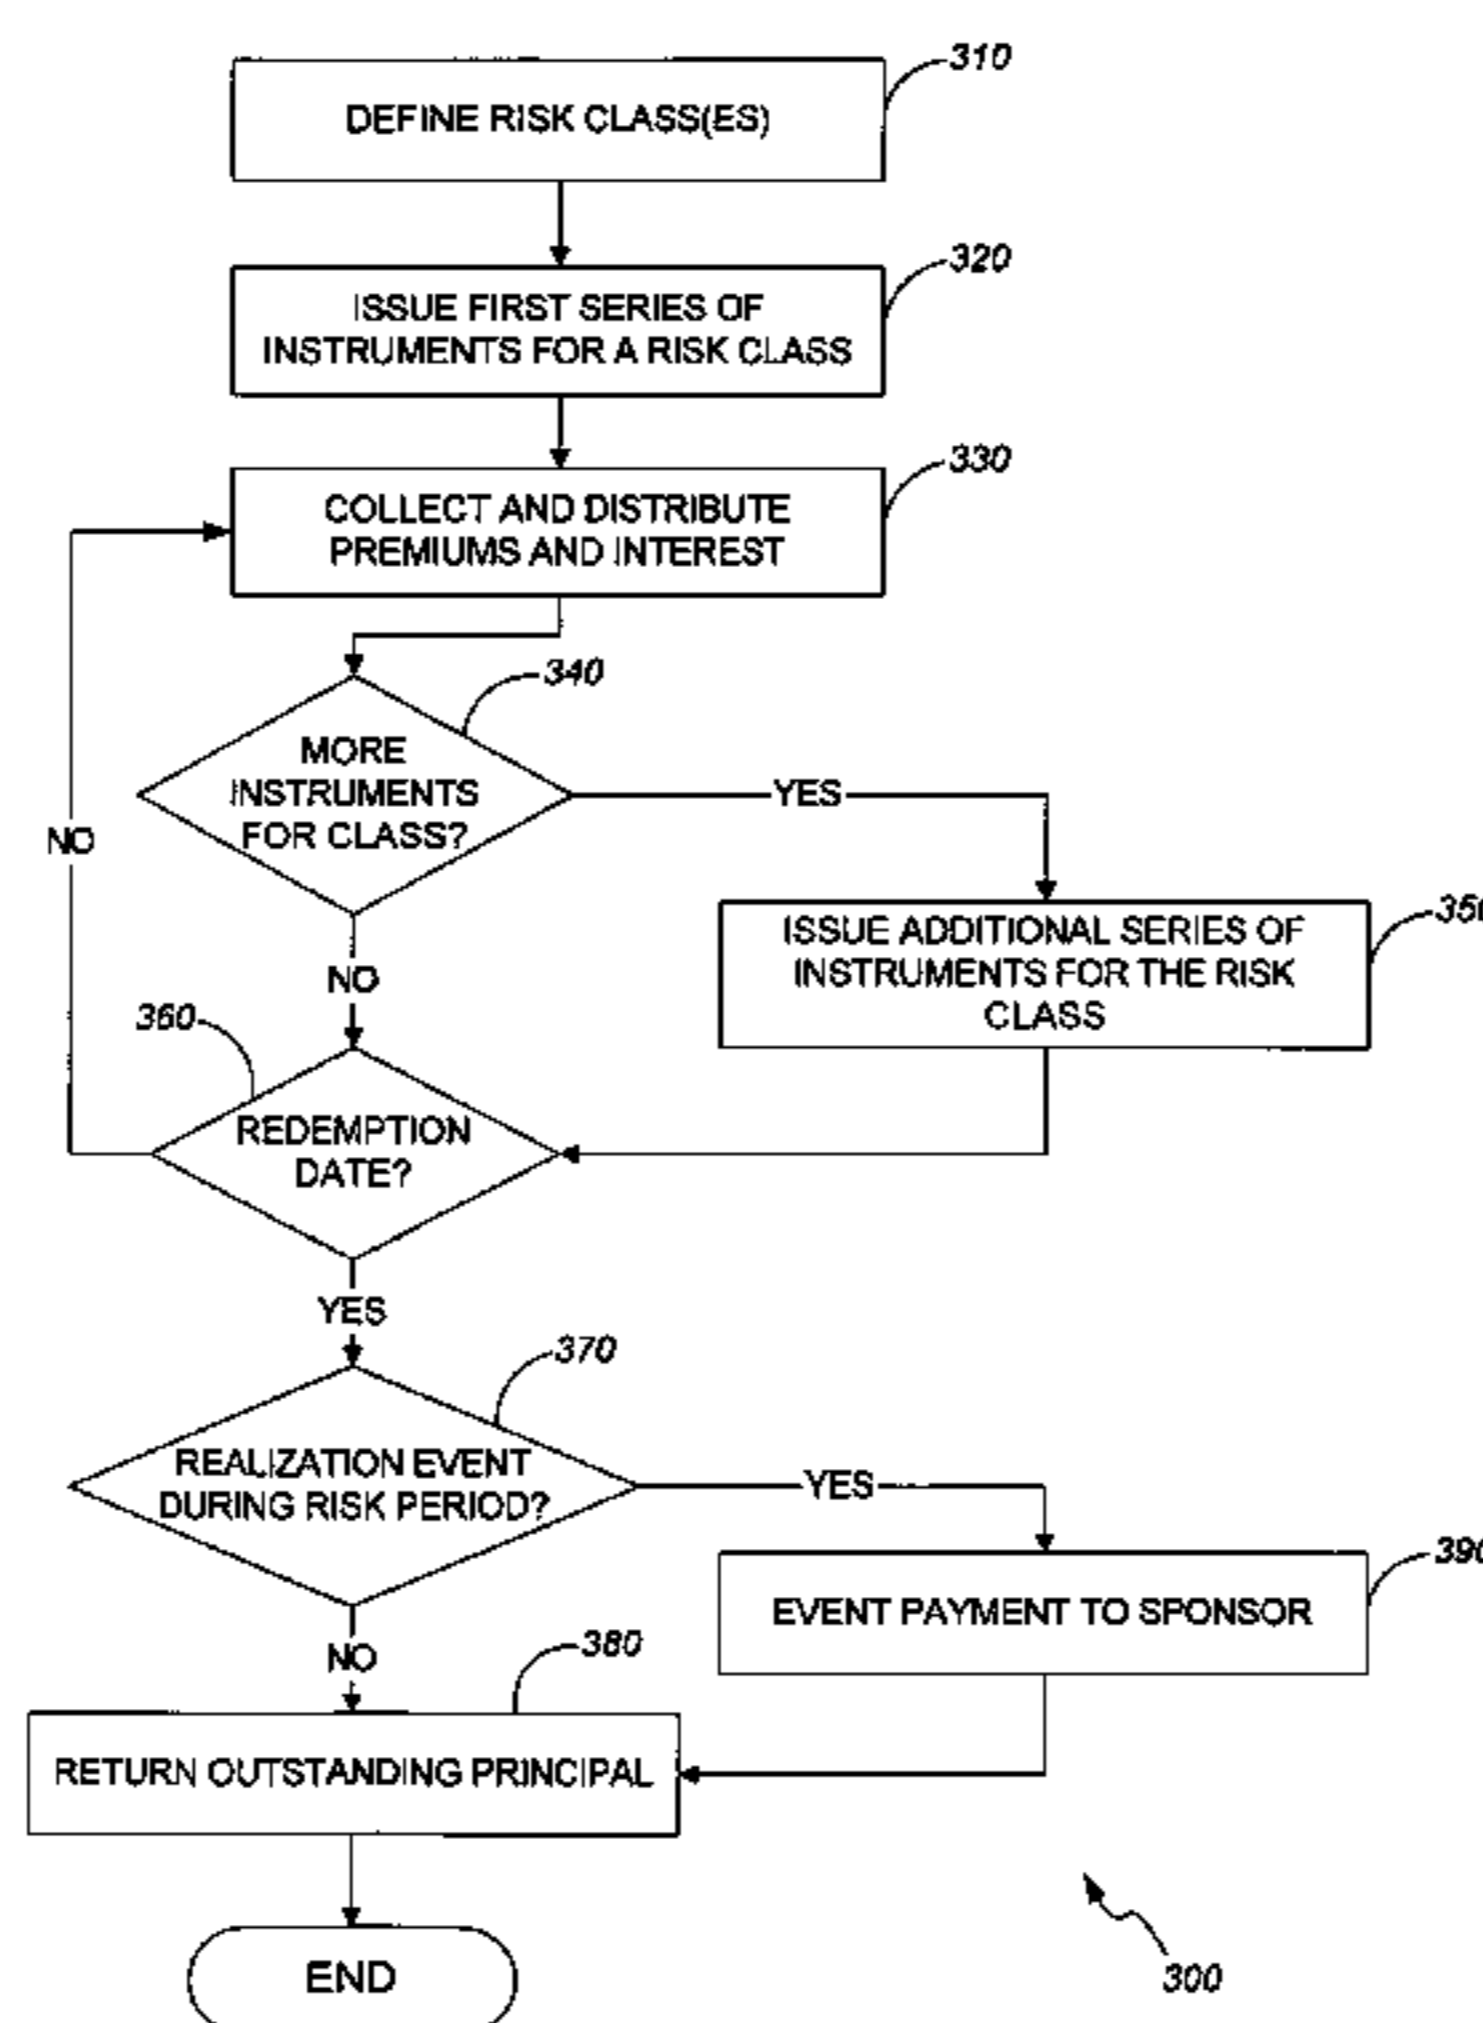 310
DEFINE RISK CLASS(ES)
320
ISSUE FIRST SERIES OF
INSTRUMENTS FOR A RISK CLASS
330
COLLECT AND DISTRIBUTE
PREMIUMS AND INTEREST
340
MORE
INSTRUMENTS
FOR CLASS?
YES
NO
350
ISSUE ADDITIONAL SERIES OF
INSTRUMENTS FOR THE RISK
CLASS
NO
360
REDEMPTION
DATE?
YES
370
REALIZATION EVENT
DURING RISK PERIOD?
YES
390
EVENT PAYMENT TO SPONSOR
NO
380
RETURN OUTSTANDING PRINCIPAL
END
300